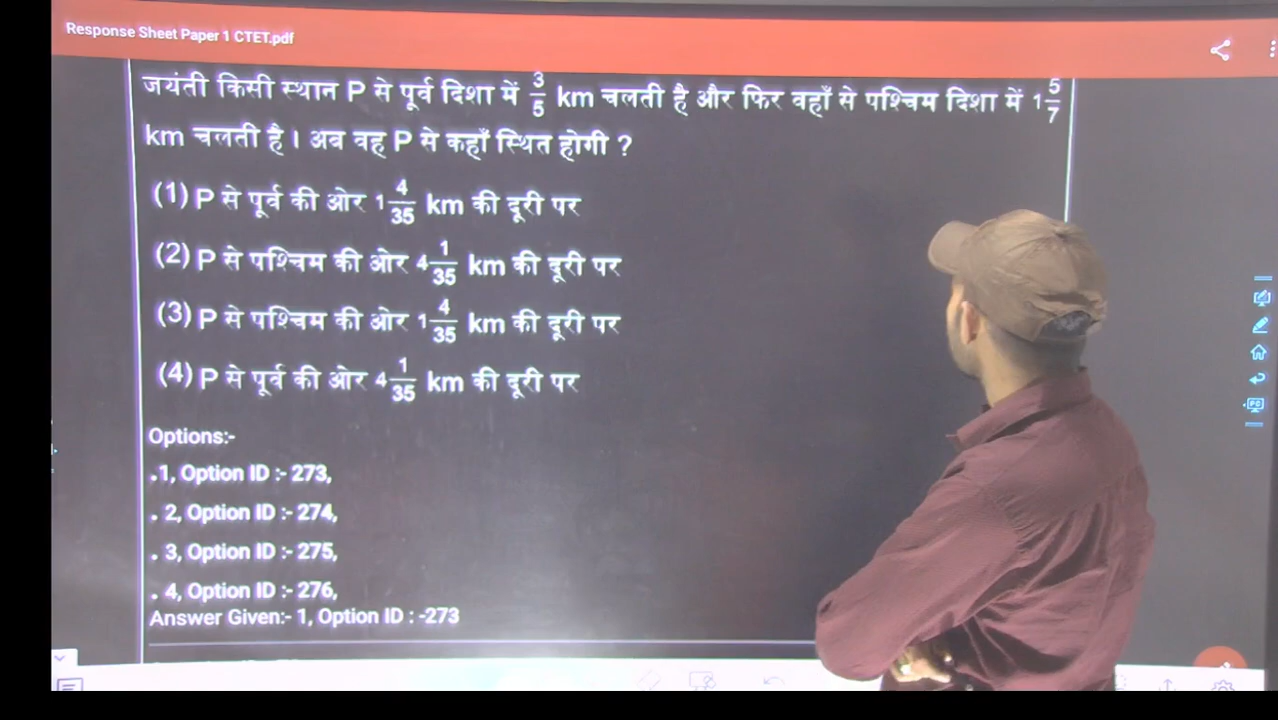 Response Sheet Paper 1 CTET.pdf
जयंती किसी स्थान P से पूर्व दिशा में 3/5 km चलती है और फिर वहाँ से पश्चिम दिशा में 1 5/7
km चलती है। अब वह P से कहाँ स्थित होगी ?
(1) P से पूर्व की ओर 1 4/35 km की दूरी पर
(2) P से पश्चिम की ओर 4 1/35 km की दूरी पर
(3) P से पश्चिम की ओर 1 4/35 km की दूरी पर
(4) P से पूर्व की ओर 4 1/35 km की दूरी पर
Options:-
.1, Option ID :- 273,
. 2, Option ID :- 274,
. 3, Option ID :- 275,
. 4, Option ID :- 276,
Answer Given:- 1, Option ID : -273
PC